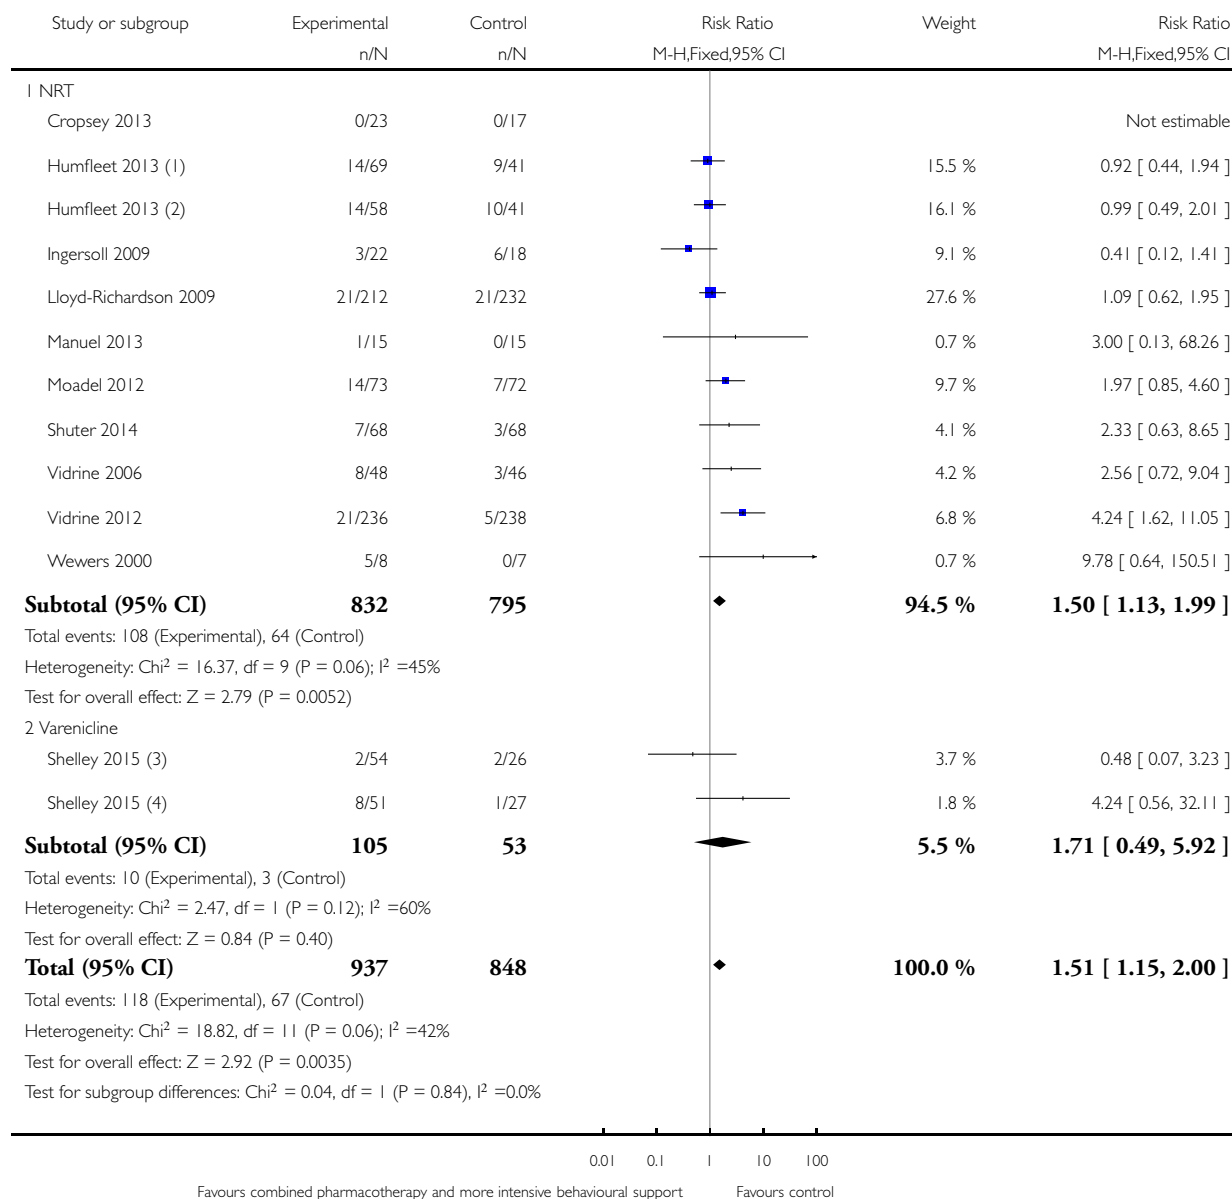 Study or subgroup Experimental Control Risk Ratio Weight Risk Ratio
n/N n/N M-H,Fixed,95% CI M-H,Fixed,95% CI
1 NRT
Cropsey 2013 0/23 0/17 Not estimable
Humfleet 2013 (1) 14/69 9/41 15.5 % 0.92 [ 0.44, 1.94 ]
Humfleet 2013 (2) 14/58 10/41 16.1 % 0.99 [ 0.49, 2.01 ]
Ingersoll 2009 3/22 6/18 9.1 % 0.41 [ 0.12, 1.41 ]
Lloyd-Richardson 2009 21/212 21/232 27.6 % 1.09 [ 0.62, 1.95 ]
Manuel 2013 1/15 0/15 0.7 % 3.00 [ 0.13, 68.26 ]
Moadel 2012 14/73 7/72 9.7 % 1.97 [ 0.85, 4.60 ]
Shuter 2014 7/68 3/68 4.1 % 2.33 [ 0.63, 8.65 ]
Vidrine 2006 8/48 3/46 4.2 % 2.56 [ 0.72, 9.04 ]
Vidrine 2012 21/236 5/238 6.8 % 4.24 [ 1.62, 11.05 ]
Wewers 2000 5/8 0/7 0.7 % 9.78 [ 0.64, 150.51 ]
Subtotal (95% CI) 832 795 94.5 % 1.50 [ 1.13, 1.99 ]
Total events: 108 (Experimental), 64 (Control)
Heterogeneity: Chi² = 16.37, df = 9 (P = 0.06); I² =45%
Test for overall effect: Z = 2.79 (P = 0.0052)
2 Varenicline
Shelley 2015 (3) 2/54 2/26 3.7 % 0.48 [ 0.07, 3.23 ]
Shelley 2015 (4) 8/51 1/27 1.8 % 4.24 [ 0.56, 32.11 ]
Subtotal (95% CI) 105 53 5.5 % 1.71 [ 0.49, 5.92 ]
Total events: 10 (Experimental), 3 (Control)
Heterogeneity: Chi² = 2.47, df = 1 (P = 0.12); I² =60%
Test for overall effect: Z = 0.84 (P = 0.40)
Total (95% CI) 937 848 100.0 % 1.51 [ 1.15, 2.00 ]
Total events: 118 (Experimental), 67 (Control)
Heterogeneity: Chi² = 18.82, df = 11 (P = 0.06); I² =42%
Test for overall effect: Z = 2.92 (P = 0.0035)
Test for subgroup differences: Chi² = 0.04, df = 1 (P = 0.84), I² =0.0%
0.01 0.1 1 10 100
Favours combined pharmacotherapy and more intensive behavioural support Favours control